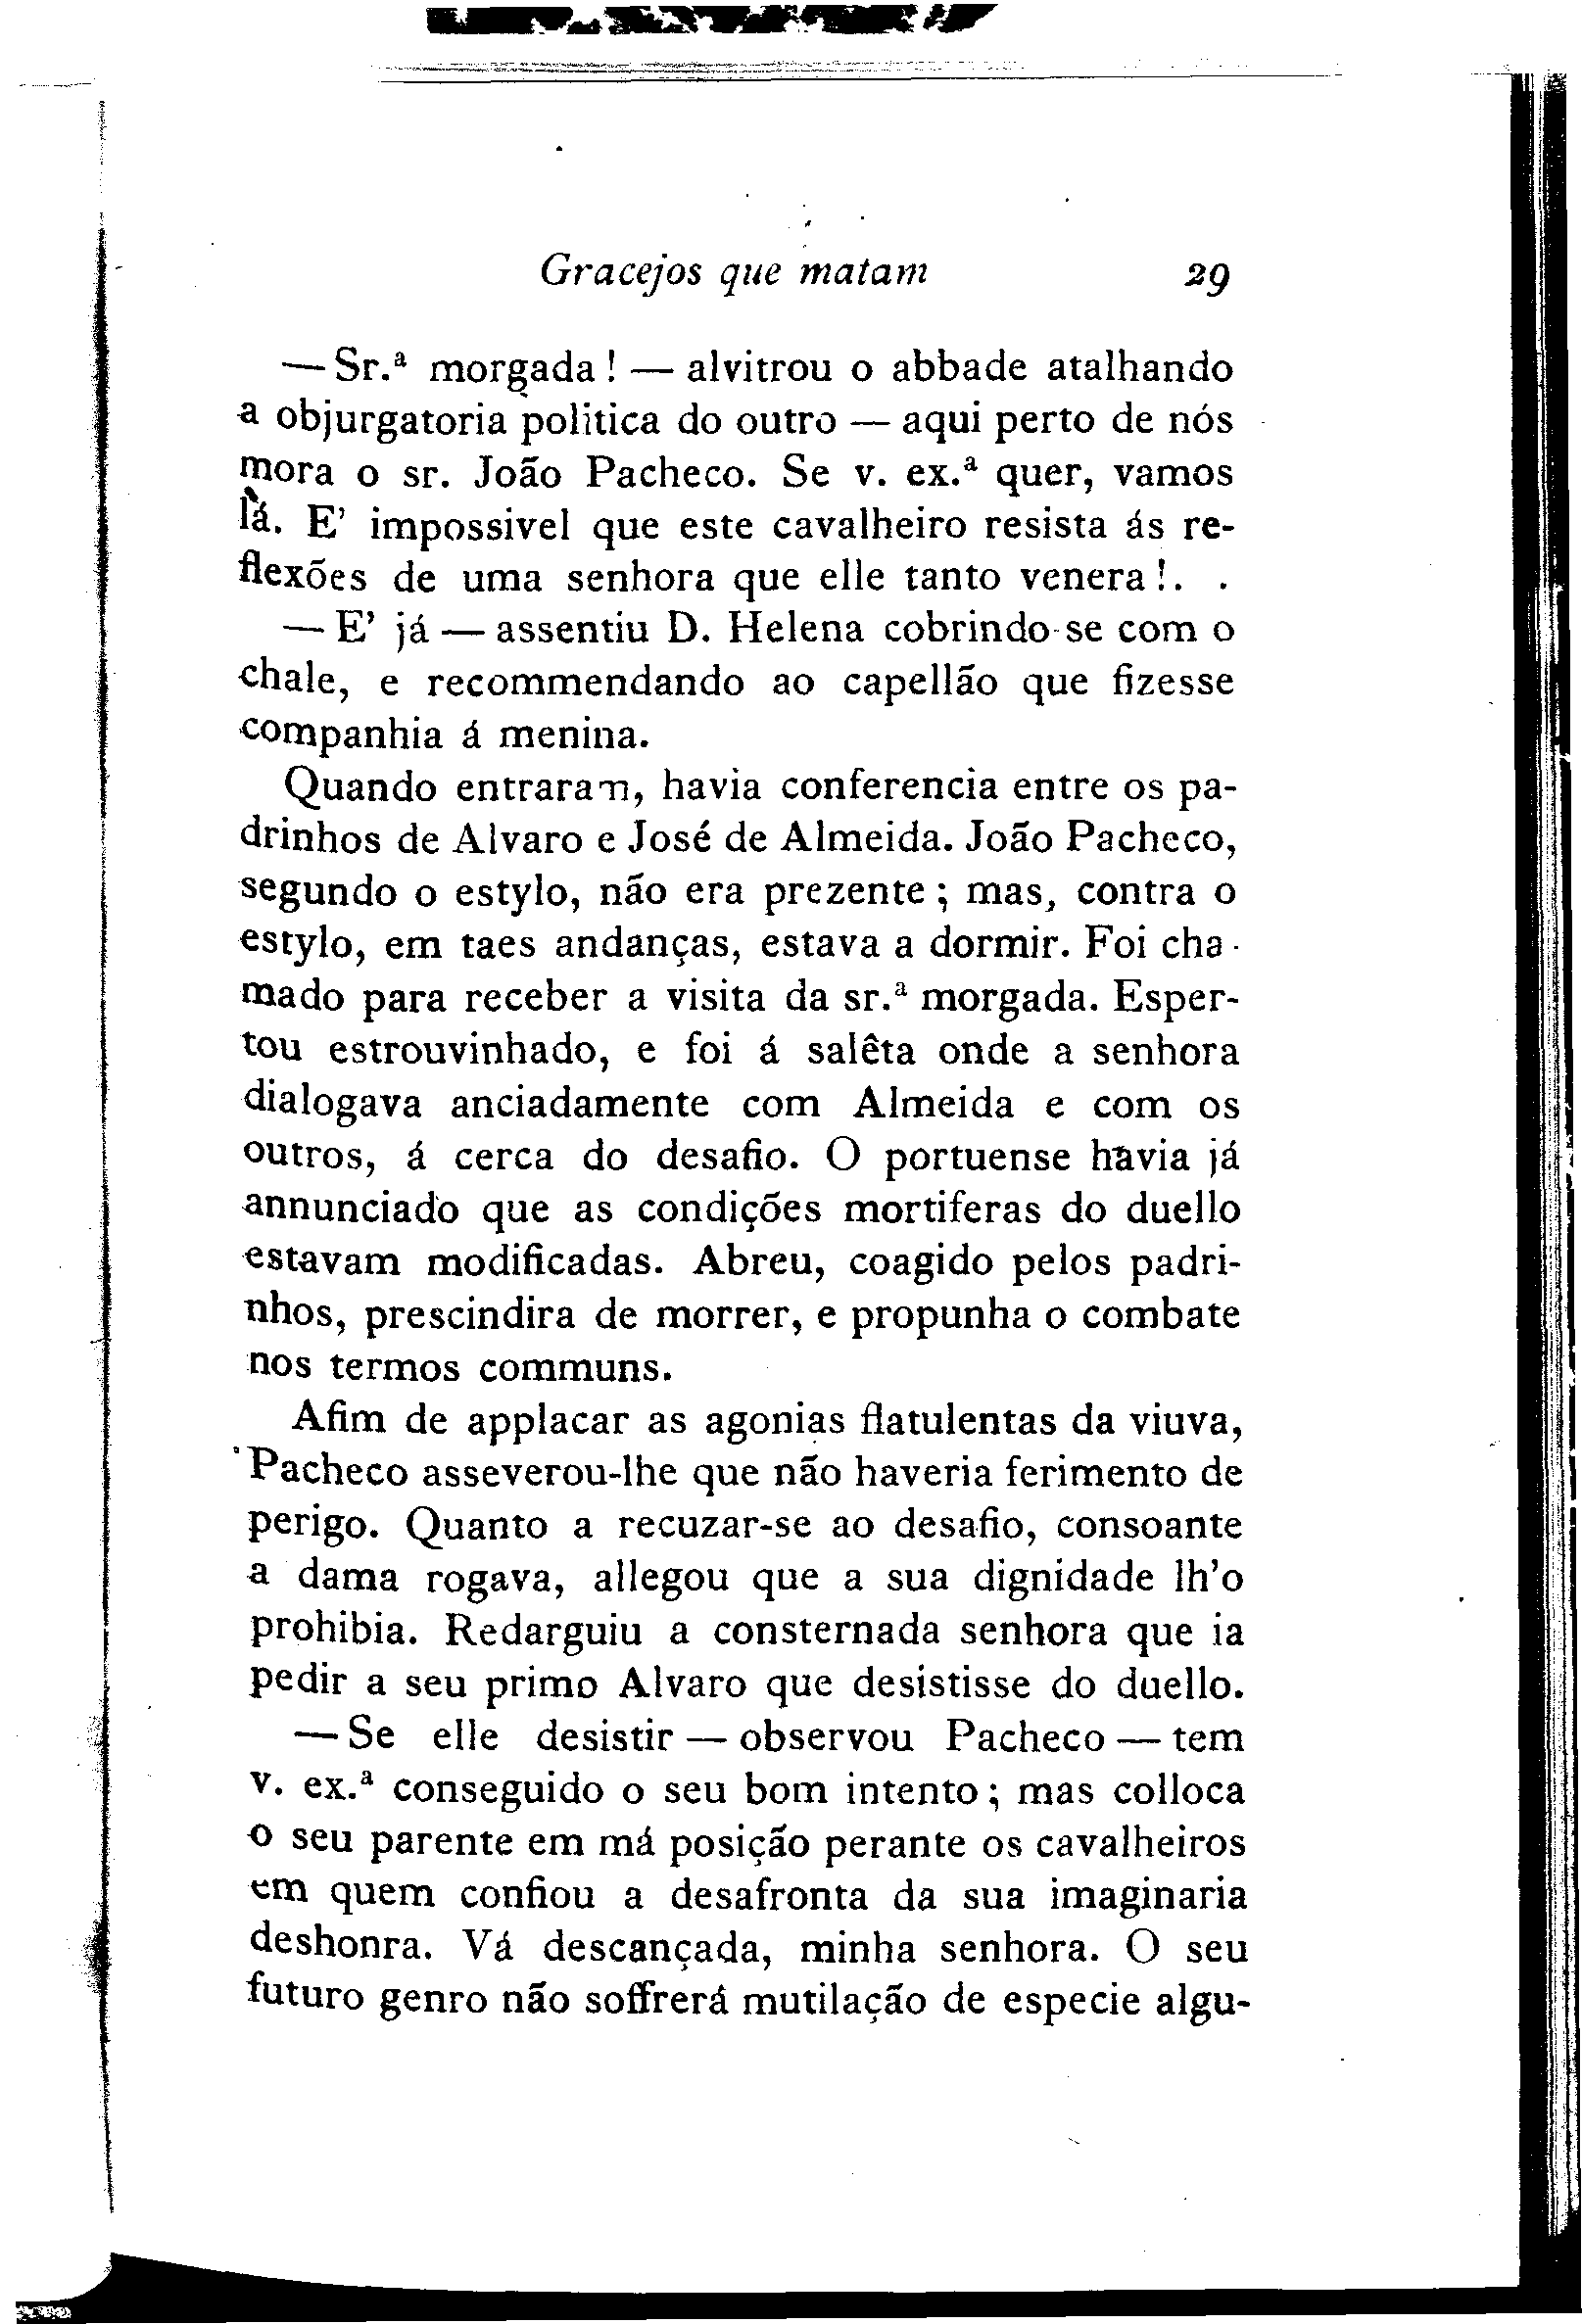 Gracejos que matam 29
—Sr.ª morgada! — alvitrou o abbade atalhando
a objurgatoria politica do outro — aqui perto de nós
mora o sr. João Pacheco. Se v. ex.ª quer, vamos
lá. E’ impossivel que este cavalheiro resista ás re-
flexões de uma senhora que elle tanto venera!. .
— E’ já — assentiu D. Helena cobrindo-se com o
chale, e recommendando ao capellão que fizesse
companhia á menina.
Quando entraram, havia conferencia entre os pa-
drinhos de Alvaro e José de Almeida. João Pacheco,
segundo o estylo, não era prezente; mas, contra o
estylo, em taes andanças, estava a dormir. Foi cha-
mado para receber a visita da sr.ª morgada. Esper-
tou estrouvinhado, e foi á salêta onde a senhora
dialogava anciadamente com Almeida e com os
outros, á cerca do desafio. O portuense havia já
annunciado que as condições mortiferas do duello
estavam modificadas. Abreu, coagido pelos padri-
nhos, prescindira de morrer, e propunha o combate
nos termos communs.
Afim de applacar as agonias flatulentas da viuva,
Pacheco asseverou-lhe que não haveria ferimento de
perigo. Quanto a recuzar-se ao desafio, consoante
a dama rogava, allegou que a sua dignidade lh’o
prohibia. Redarguiu a consternada senhora que ia
pedir a seu primo Alvaro que desistisse do duello.
—Se elle desistir — observou Pacheco — tem
v. ex.ª conseguido o seu bom intento; mas colloca
o seu parente em má posição perante os cavalheiros
em quem confiou a desafronta da sua imaginaria
deshonra. Vá descançada, minha senhora. O seu
futuro genro não soffrerá mutilação de especie algu-